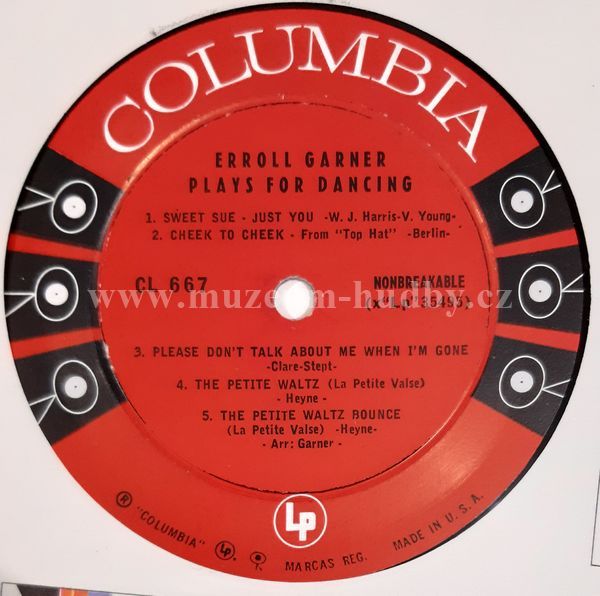 COLUMBIA
ERROLL GARNER
PLAYS FOR DANCING
1. SWEET SUE - JUST YOU -W. J. Harris-V. Young-
2. CHEEK TO CHEEK - From "Top Hat" -Berlin-
CL 667
NONBREAKABLE
(x"Lp"35495)
www.muzeum-hudby.cz
3. PLEASE DON'T TALK ABOUT ME WHEN I'M GONE
-Clare-Stept-
4. THE PETITE WALTZ (La Petite Valse)
- Heyne -
5. THE PETITE WALTZ BOUNCE
(La Petite Valse) -Heyne-
- Arr: Garner -
LP
® "COLUMBIA" LP MARCAS REG. MADE IN U.S.A.